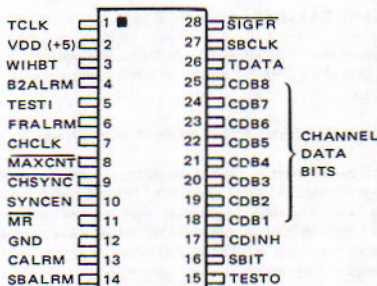 TCLK 1 28 SIGFR
VDD (+5) 2 27 SBCLK
WIHBT 3 26 TDATA
B2ALRM 4 25 CDB8
TESTI 5 24 CDB7
FRALRM 6 23 CDB6
CHCLK 7 22 CDB5
MAXCNT 8 21 CDB4
CHSYNC 9 20 CDB3
SYNCEN 10 19 CDB2
MR 11 18 CDB1
GND 12 17 CDINH
CALRM 13 16 SBIT
SBALRM 14 15 TESTO
CHANNEL
DATA
BITS